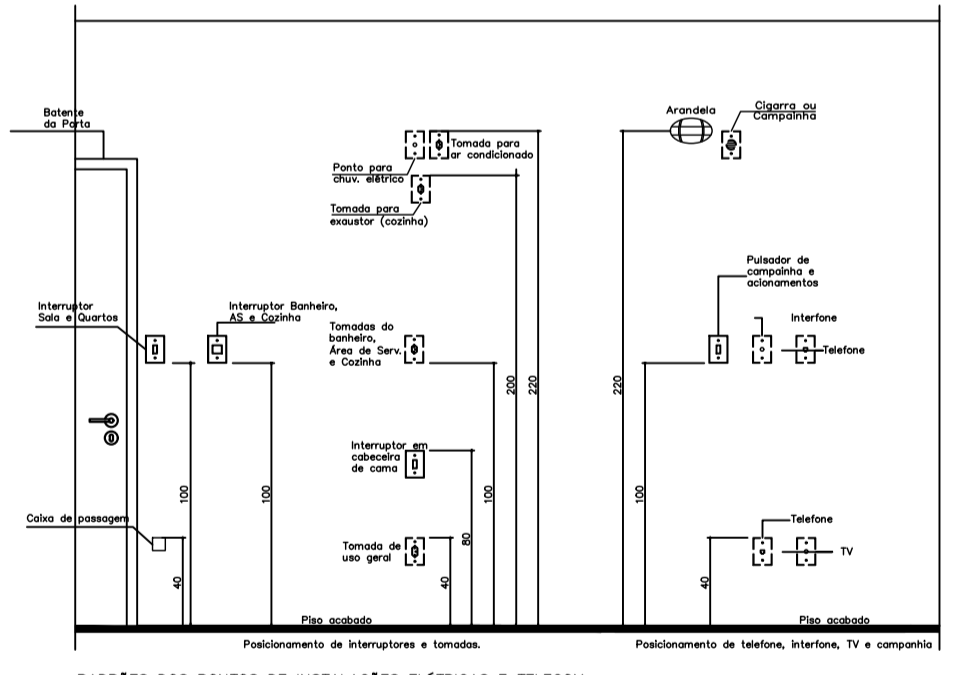 Batente
da Porta
Arandela
Cigarra ou
Campainha
Tomada para
ar condicionado
Ponto para
chuv. elétrico
Tomada para
exaustor (cozinha)
Pulsador de
campainha e
acionamentos
Interruptor
Sala e Quartos
Interruptor Banheiro,
AS e Cozinha
Tomadas do
banheiro,
Área de Serv.
e Cozinha
Interfone
Telefone
200
220
220
Interruptor em
cabeceira
de cama
100
100
100
100
Caixa de passagem
Tomada de
uso geral
80
Telefone
TV
40
40
40
Piso acabado
Piso acabado
Posicionamento de interruptores e tomadas.
Posicionamento de telefone, interfone, TV e campanhia